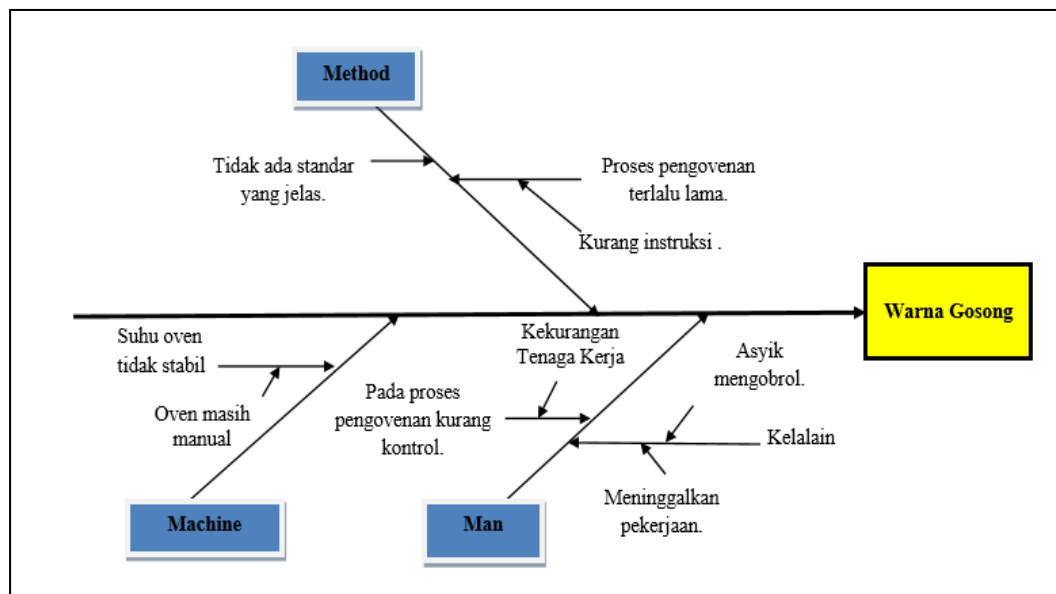 Method
Tidak ada standar
yang jelas.
Proses pengovenan
terlalu lama.
Kurang instruksi .
Warna Gosong
Suhu oven
tidak stabil
Oven masih
manual
Kekurangan
Tenaga Kerja
Pada proses
pengovenan kurang
kontrol.
Asyik
mengobrol.
Kelalain
Meninggalkan
pekerjaan.
Machine
Man